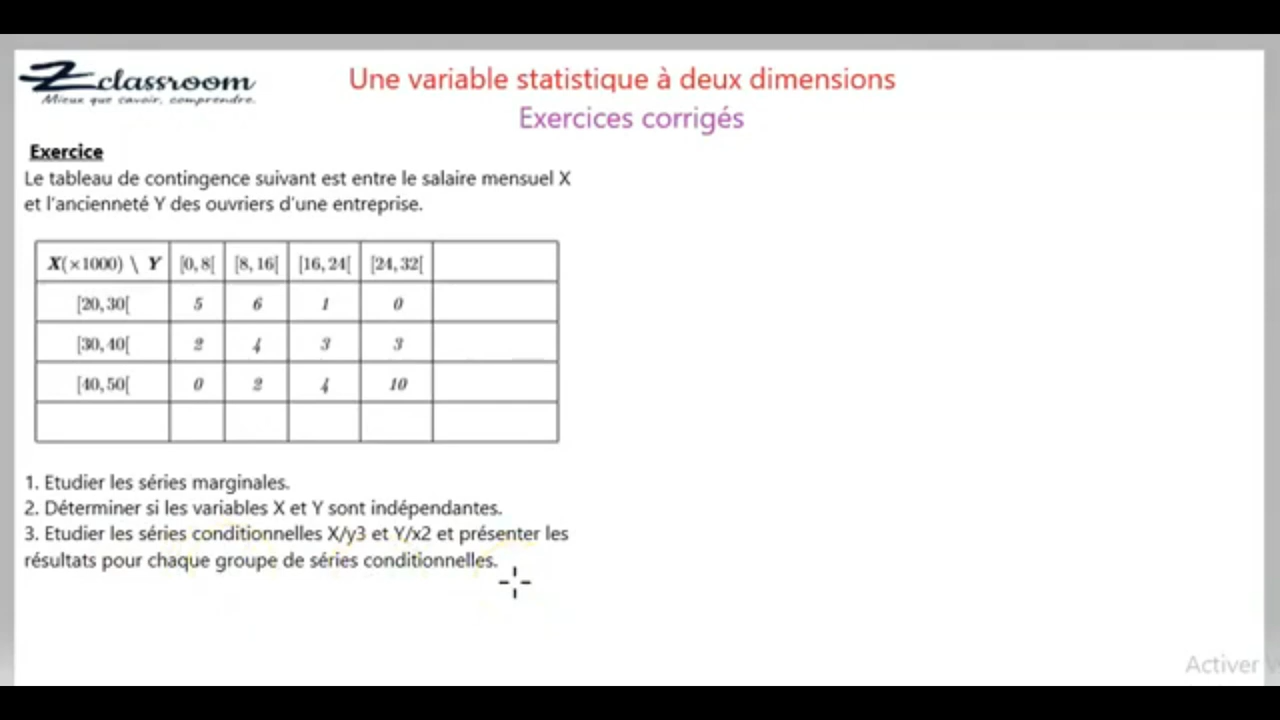 Zclassroom
Mieux que savoir, comprendre.
Une variable statistique à deux dimensions
Exercices corrigés
Exercice
Le tableau de contingence suivant est entre le salaire mensuel X
et l'ancienneté Y des ouvriers d'une entreprise.
X(×1000) \ Y [0, 8[ [8, 16[ [16, 24[ [24, 32[
[20, 30[ 5 6 1 0
[30, 40[ 2 4 3 3
[40, 50[ 0 2 4 10
1. Etudier les séries marginales.
2. Déterminer si les variables X et Y sont indépendantes.
3. Etudier les séries conditionnelles X/y3 et Y/x2 et présenter les
résultats pour chaque groupe de séries conditionnelles.
Activer